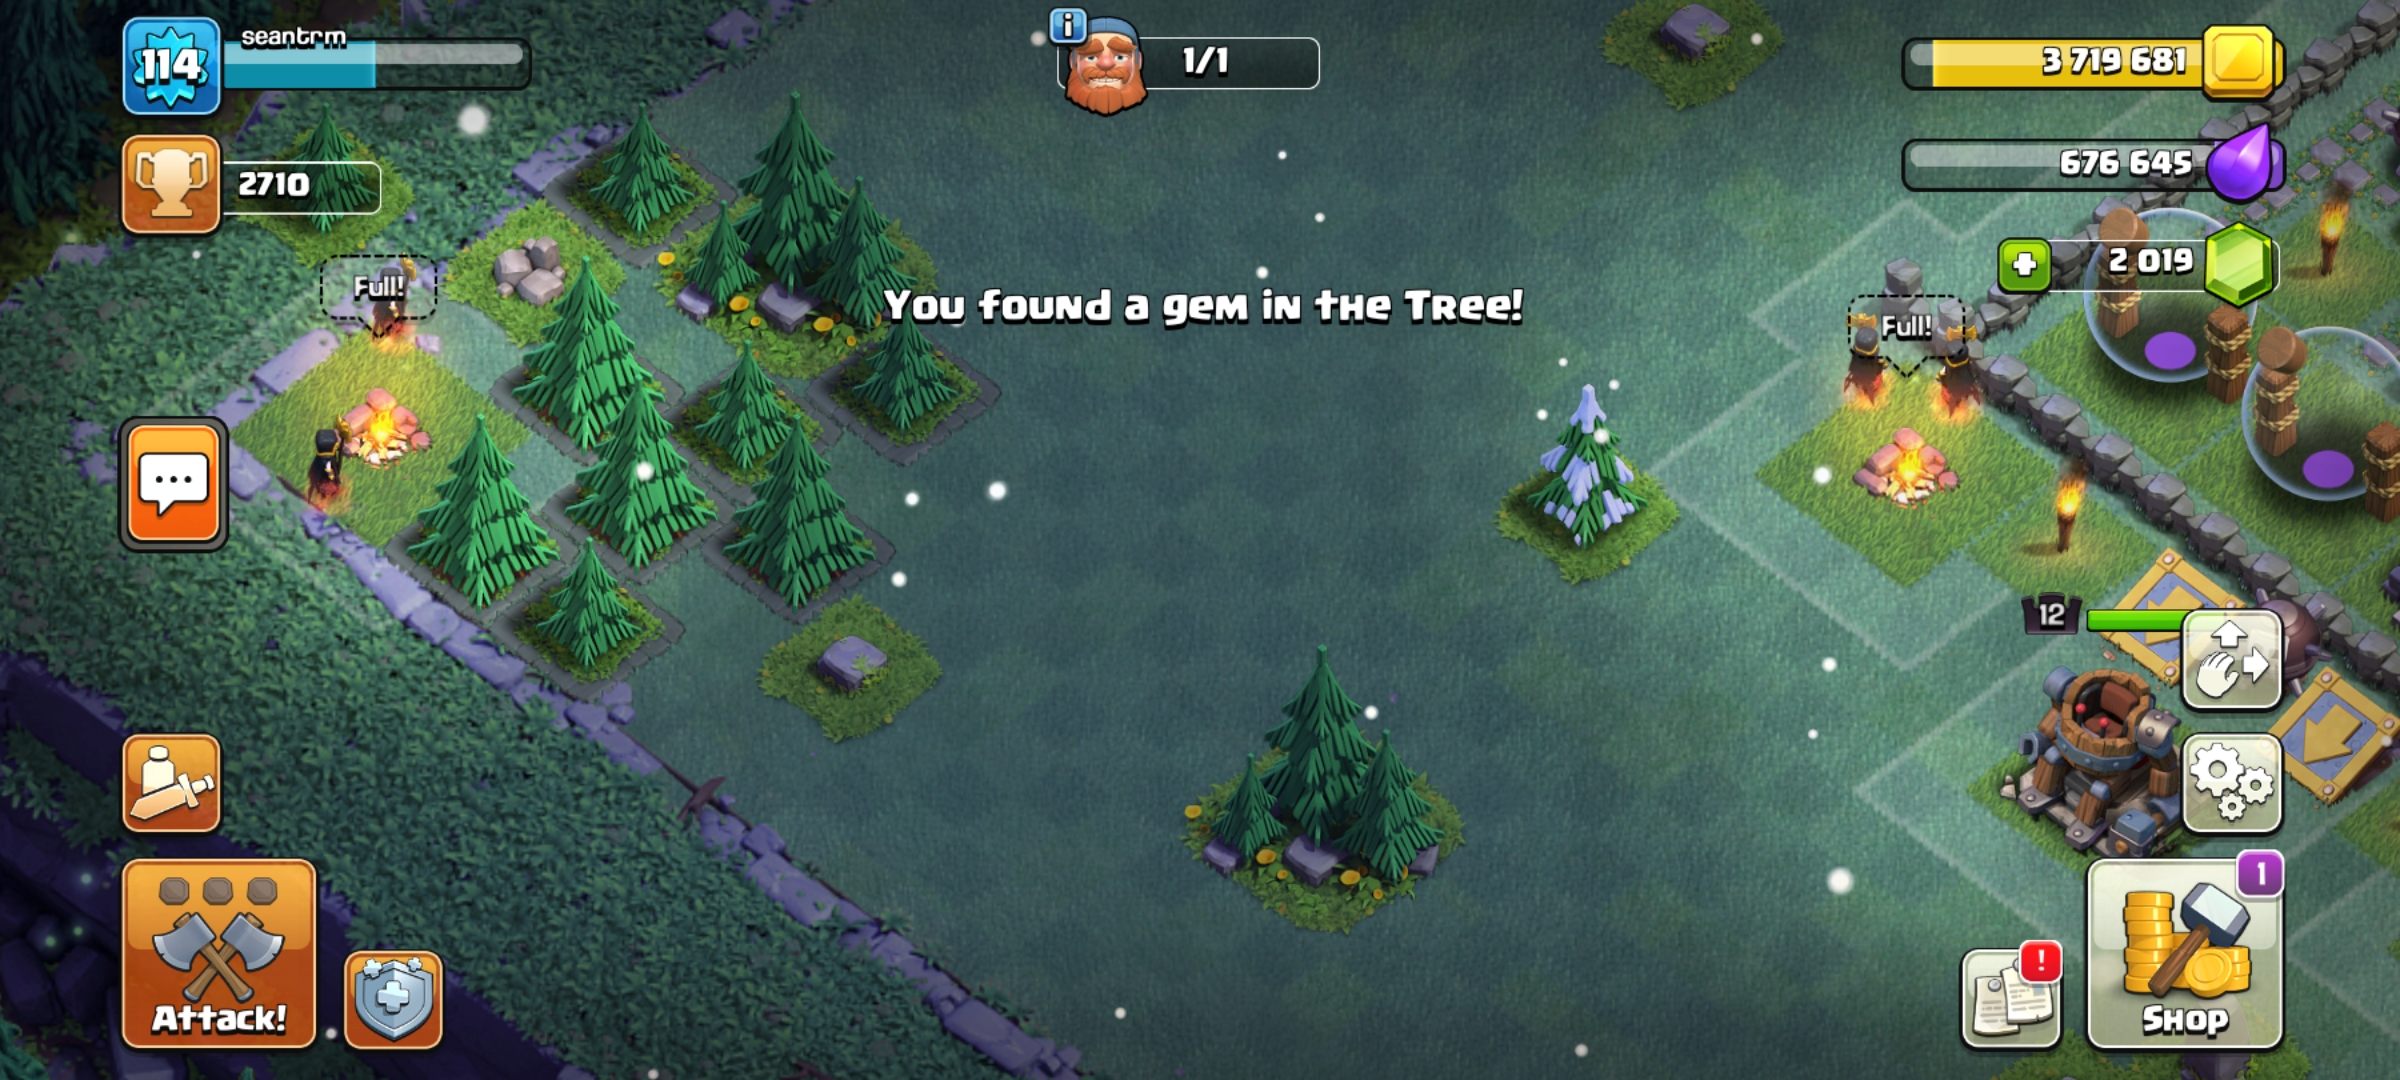 114
seantrm
1/1
3 719 681
2710
676 645
2 019
Full!
You found a gem in the Tree!
Full!
12
Attack!
1
!
Shop